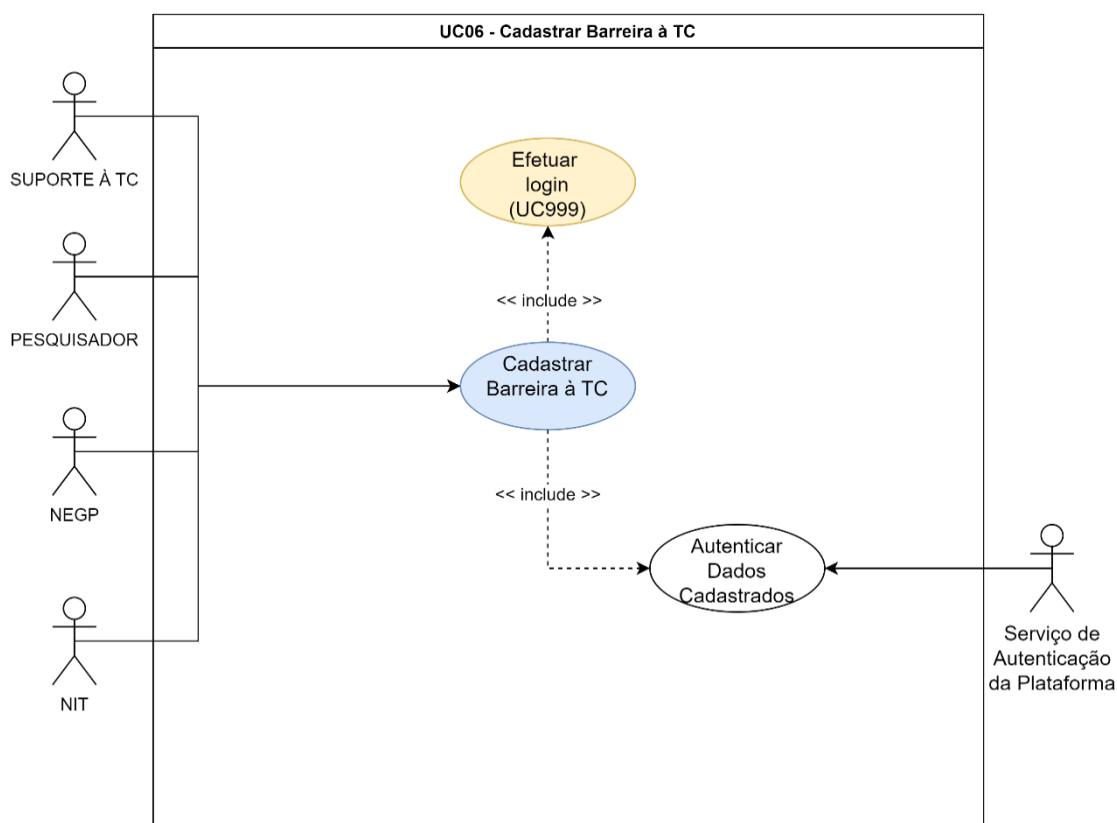 UC06 - Cadastrar Barreira à TC
SUPORTE À TC
Efetuar
login
(UC999)
PESQUISADOR
<< include >>
Cadastrar
Barreira à TC
NEGP
<< include >>
Autenticar
Dados
Cadastrados
NIT
Serviço de
Autenticação
da Plataforma